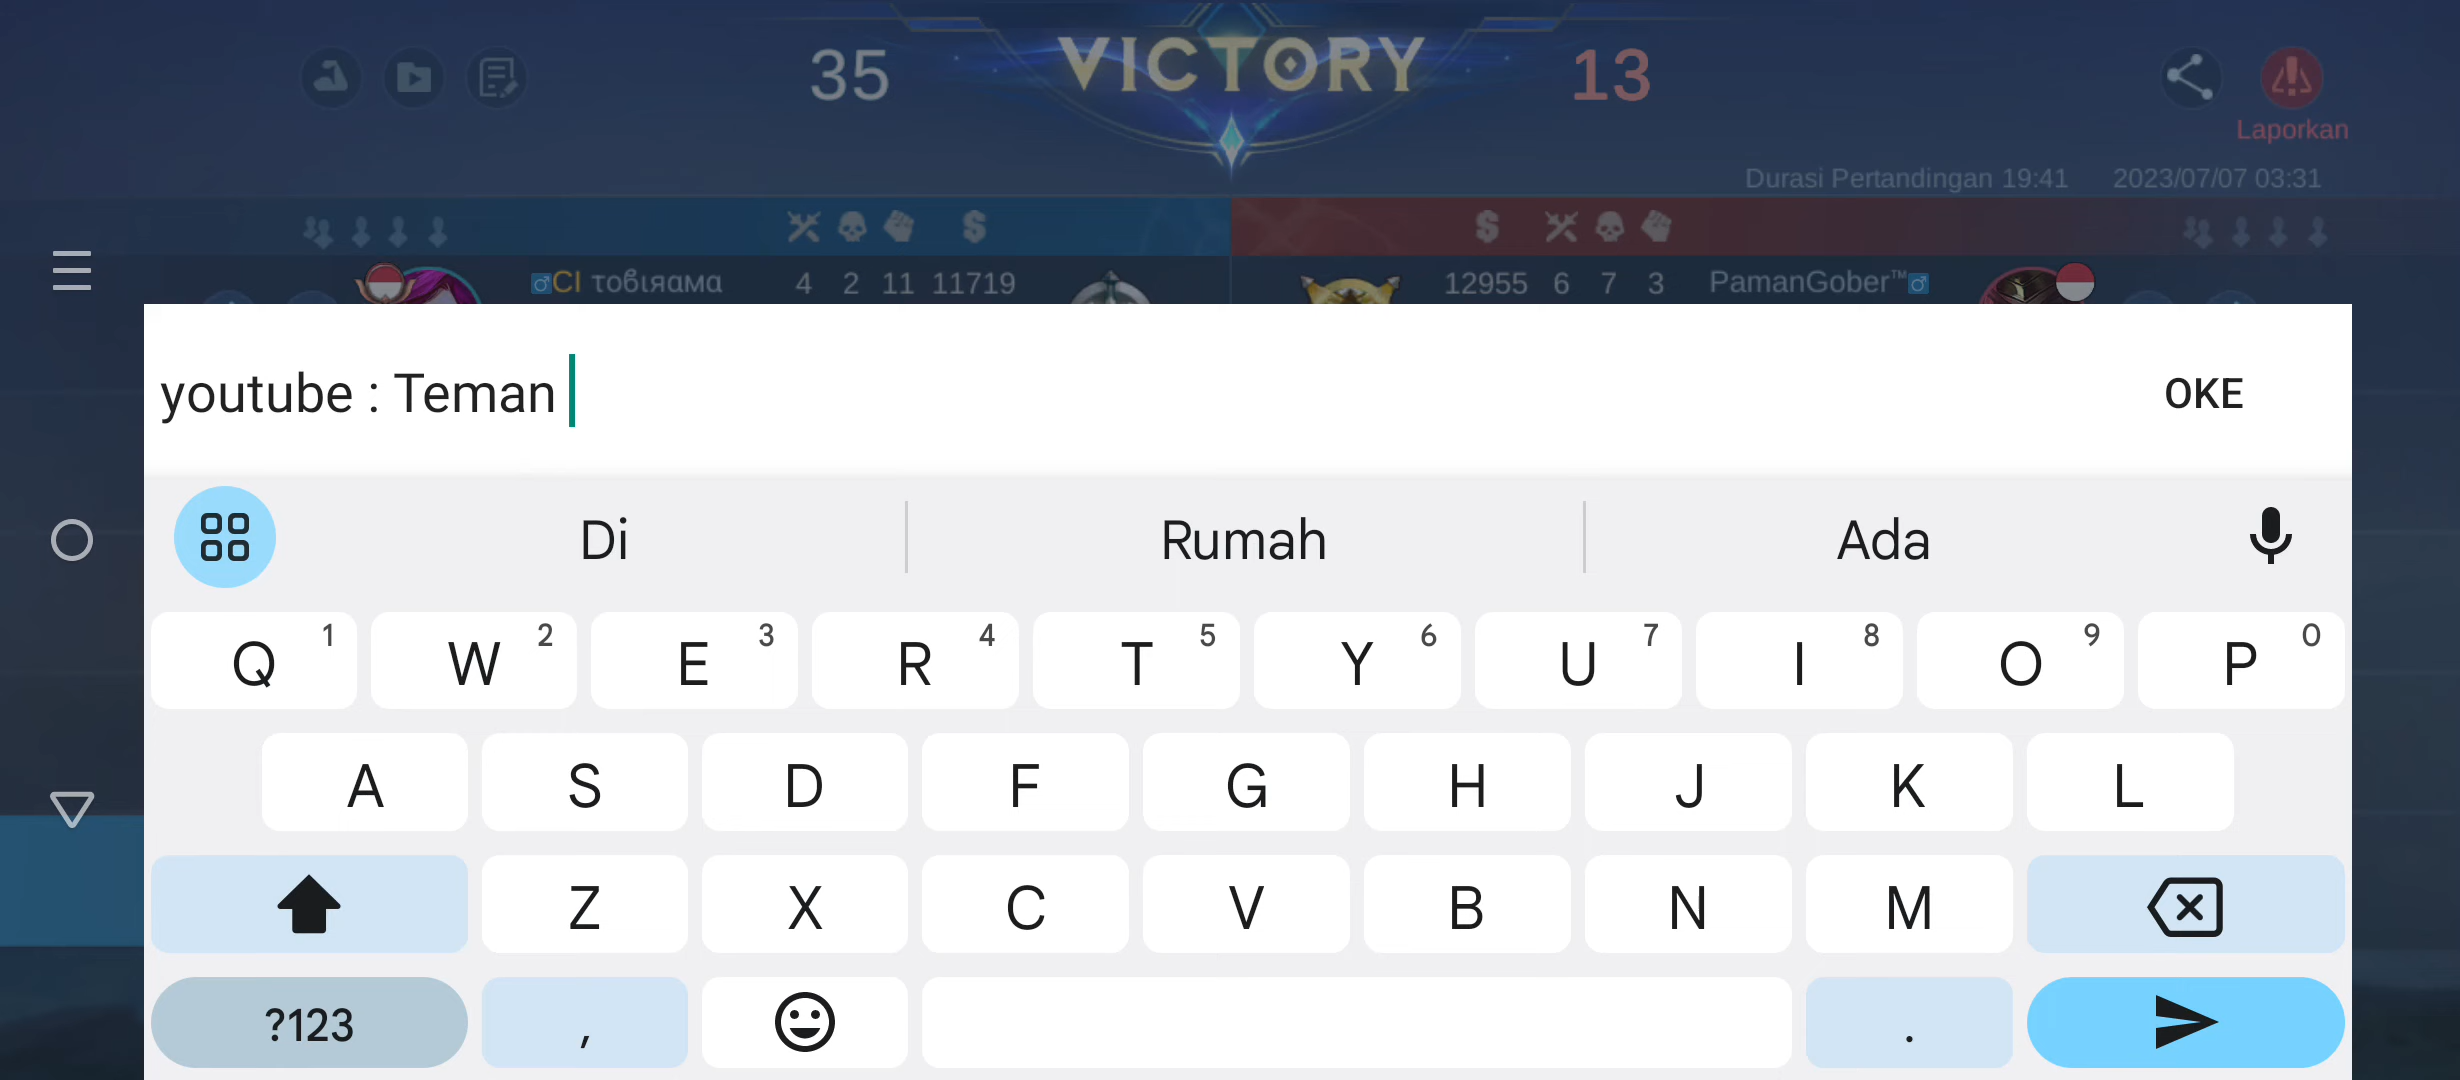 35 VICTORY 13
Laporkan
Durasi Pertandingan 19:41 2023/07/07 03:31
CI τοΒιяαмα 4 2 11 11719 12955 6 7 3 PamanGober™
youtube : Teman OKE
Di Rumah Ada
Q 1 W 2 E 3 R 4 T 5 Y 6 U 7 I 8 O 9 P 0
A S D F G H J K L
Z X C V B N M
?123 , .